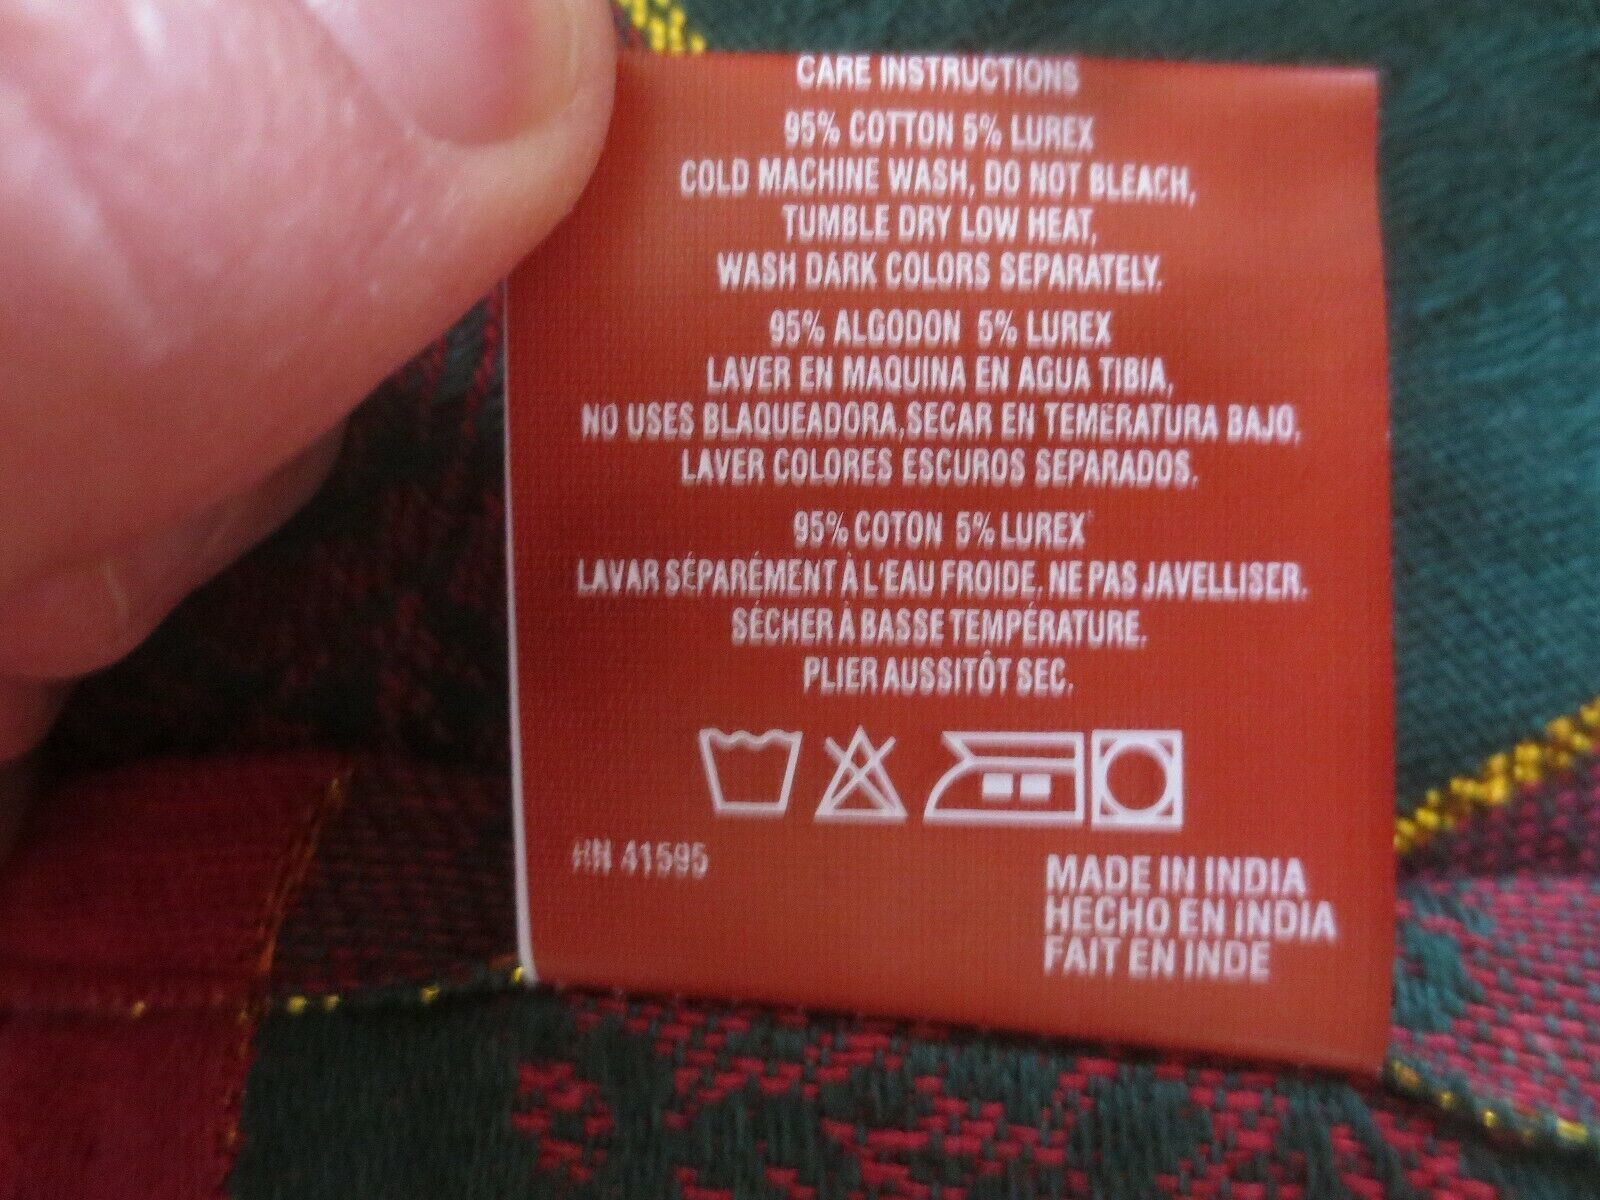 CARE INSTRUCTIONS
95% COTTON 5% LUREX
COLD MACHINE WASH, DO NOT BLEACH,
TUMBLE DRY LOW HEAT,
WASH DARK COLORS SEPARATELY.
95% ALGODON 5% LUREX
LAVER EN MAQUINA EN AGUA TIBIA,
NO USES BLAQUEADORA,SECAR EN TEMERATURA BAJO,
LAVER COLORES ESCUROS SEPARADOS.
95% COTON 5% LUREX
LAVAR SÉPARÉMENT À L'EAU FROIDE. NE PAS JAVELLISER.
SÉCHER À BASSE TEMPÉRATURE.
PLIER AUSSITÔT SEC.
RN 41595
MADE IN INDIA
HECHO EN INDIA
FAIT EN INDE